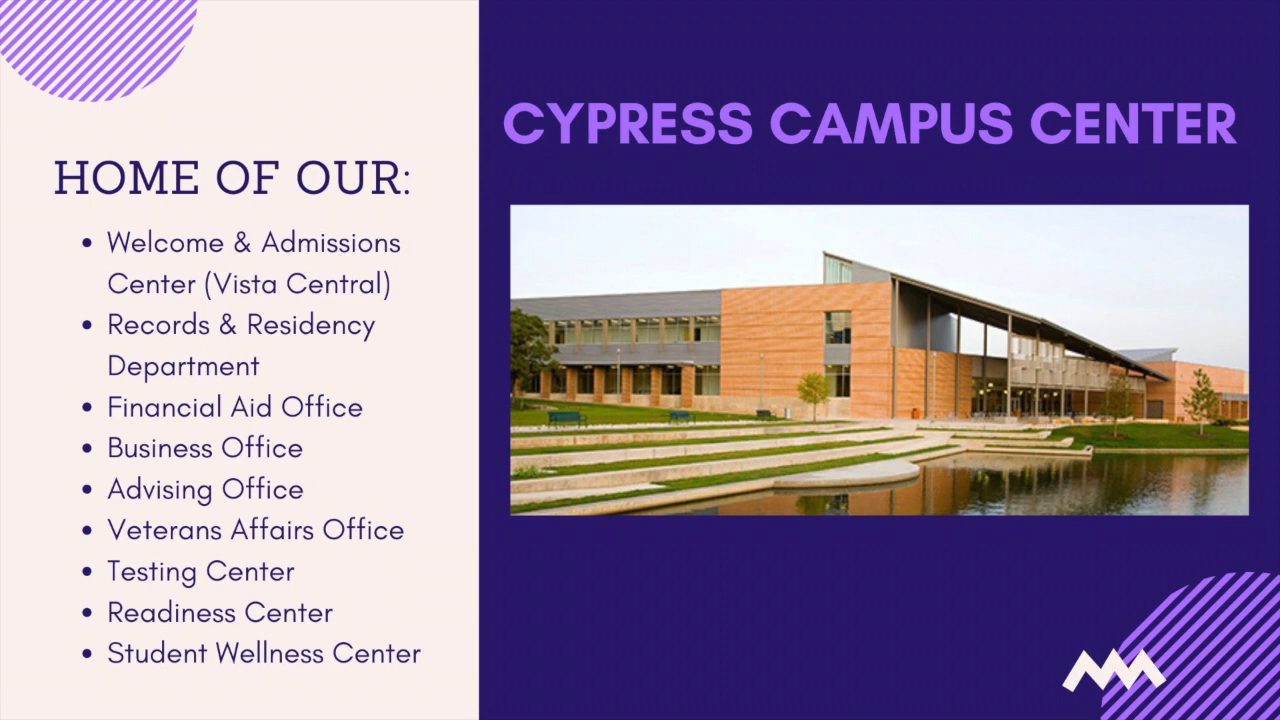 HOME OF OUR:
Welcome & Admissions
Center (Vista Central)
Records & Residency
Department
Financial Aid Office
Business Office
Advising Office
Veterans Affairs Office
Testing Center
Readiness Center
Student Wellness Center
CYPRESS CAMPUS CENTER